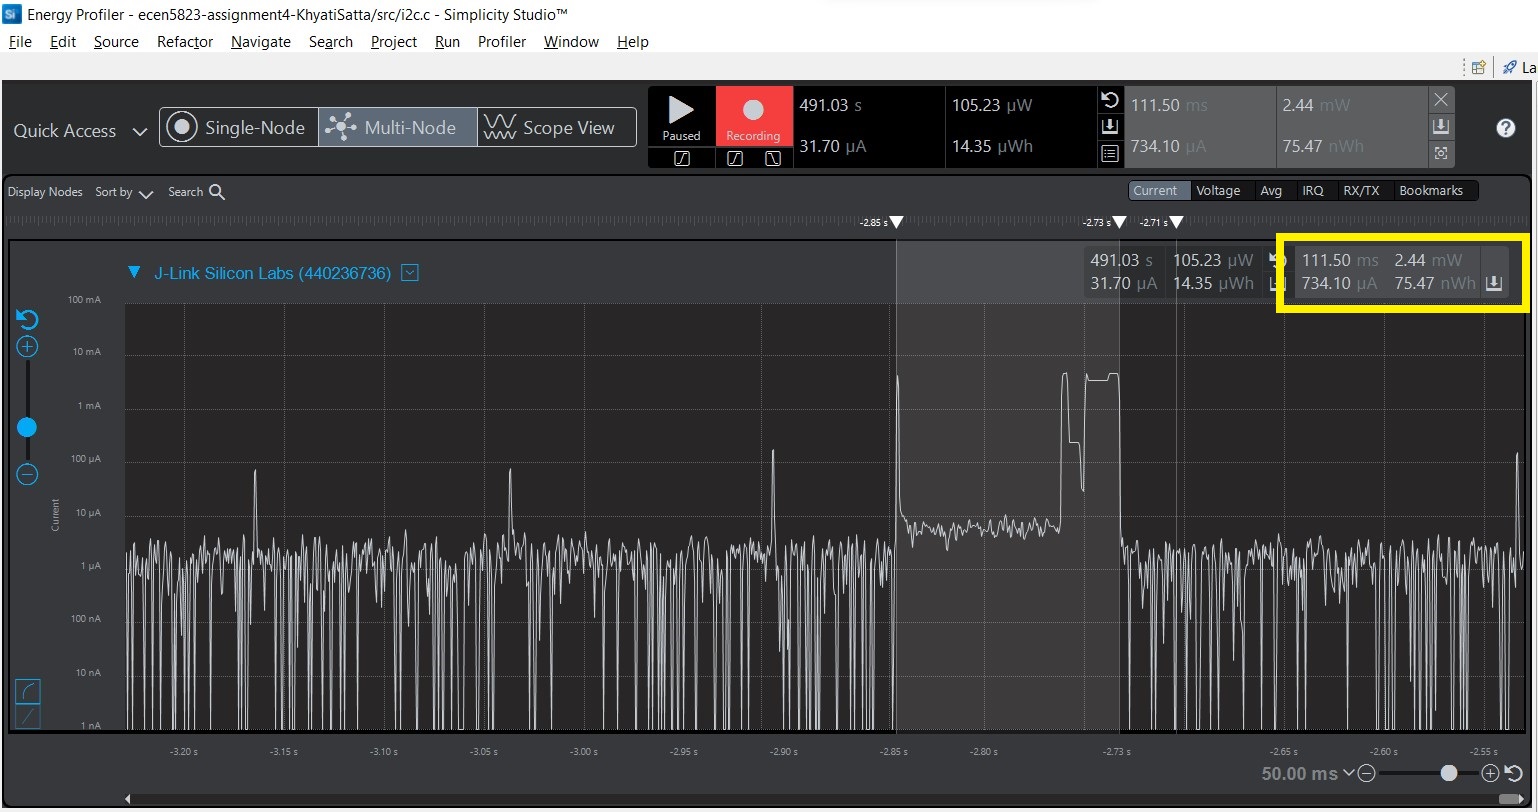 Energy Profiler - ecen5823-assignment4-KhyatiSatta/src/i2c.c - Simplicity Studio™
File Edit Source Refactor Navigate Search Project Run Profiler Window Help
La
Quick Access Single-Node Multi-Node Scope View
Paused Recording
491.03 s 105.23 µW 111.50 ms 2.44 mW
31.70 µA 14.35 µWh 734.10 µA 75.47 nWh
Display Nodes Sort by Search
Current Voltage Avg IRQ RX/TX Bookmarks
-2.85 s -2.73 s -2.71 s
J-Link Silicon Labs (440236736)
491.03 s 105.23 µW 111.50 ms 2.44 mW
31.70 µA 14.35 µWh 734.10 µA 75.47 nWh
100 mA
10 mA
1 mA
100 µA
10 µA
1 µA
100 nA
10 nA
1 nA
Current
-3.20 s -3.15 s -3.10 s -3.05 s -3.00 s -2.95 s -2.90 s -2.85 s -2.80 s -2.73 s -2.65 s -2.60 s -2.55 s
50.00 ms